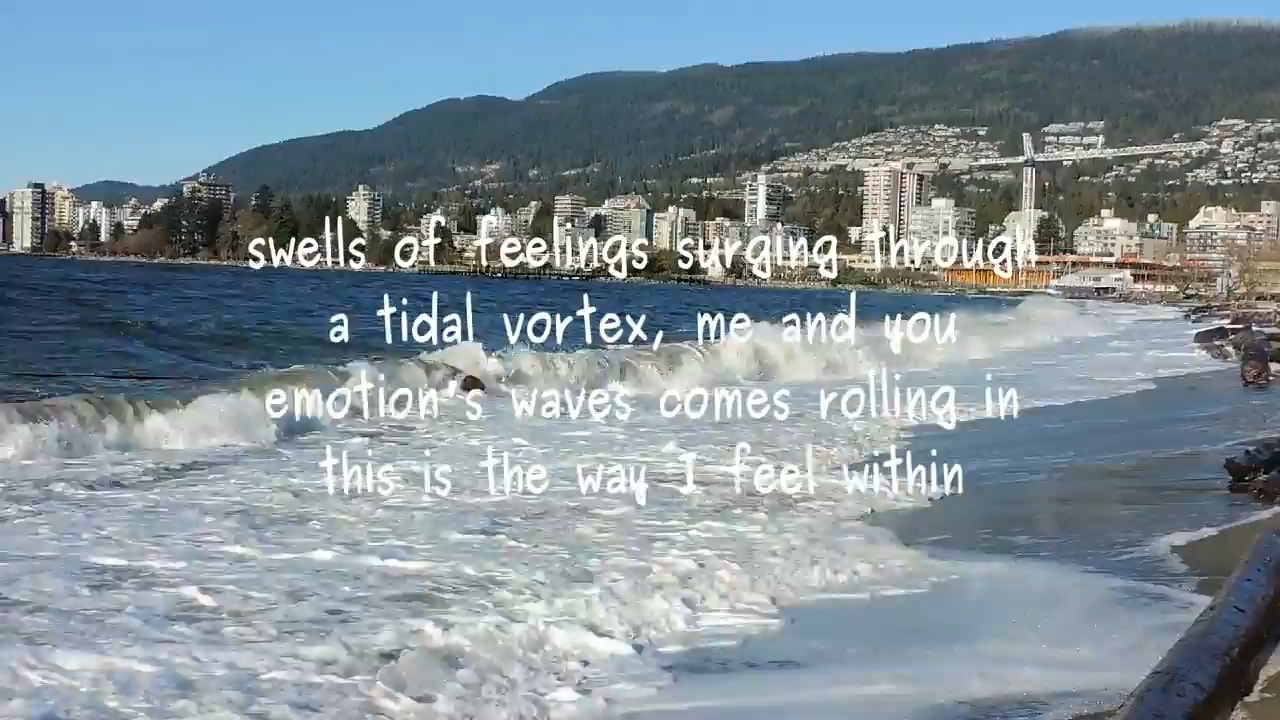 swells of feelings surging through
a tidal vortex, me and you
emotion's waves comes rolling in
this is the way I feel within